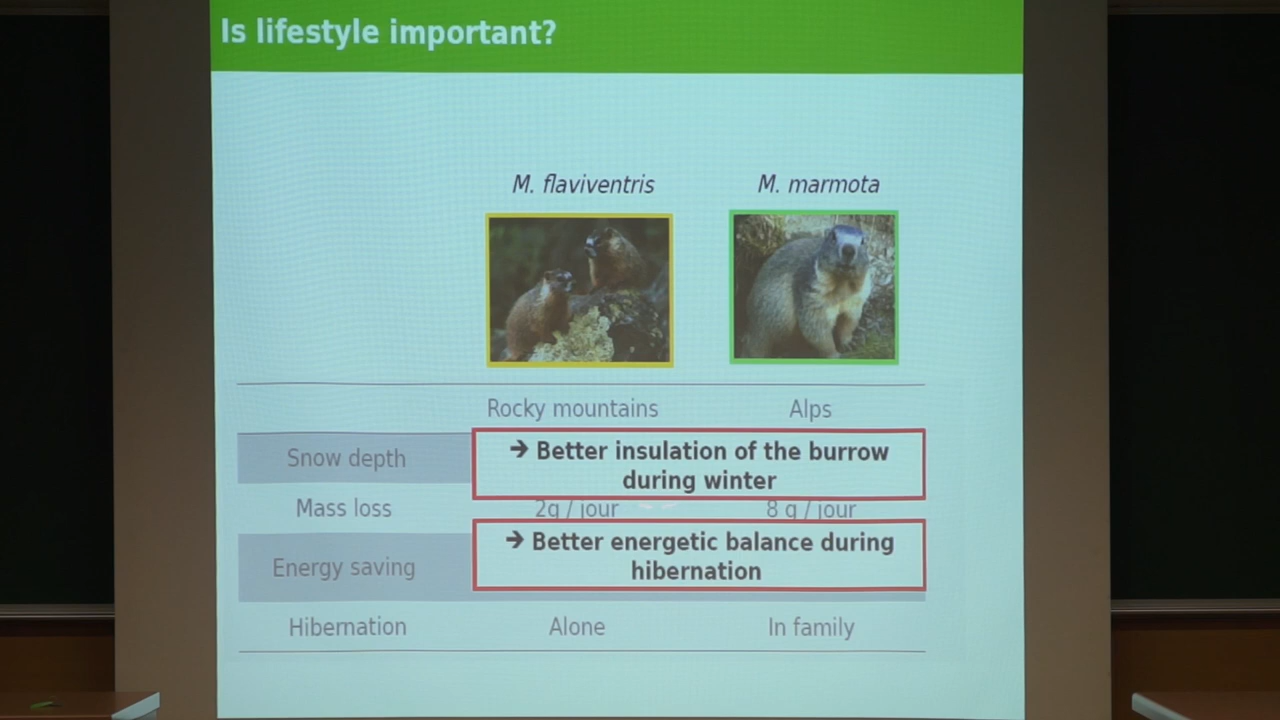 Is lifestyle important?
M. flaviventris M. marmota
Rocky mountains Alps
Snow depth
➔ Better insulation of the burrow
during winter
Mass loss 2g / jour 8 g / jour
Energy saving
➔ Better energetic balance during
hibernation
Hibernation Alone In family